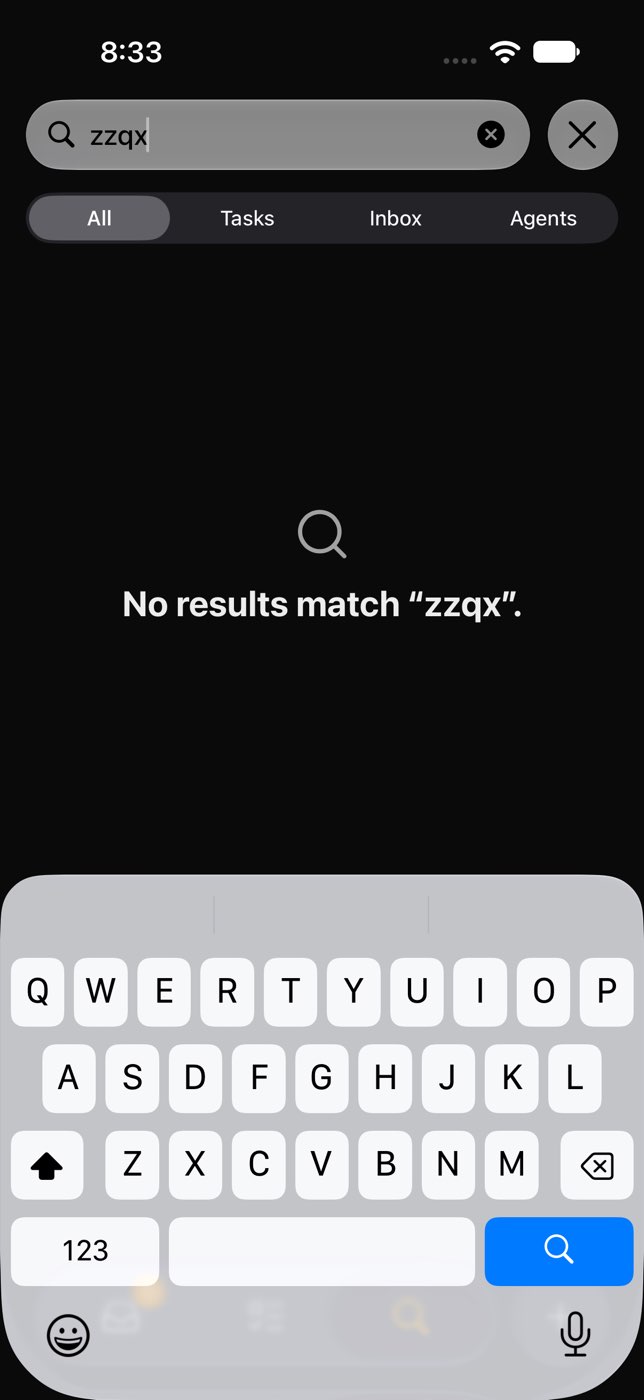 8:33
zzqx
All
Tasks
Inbox
Agents
No results match “zzqx”.
Q W E R T Y U I O P
A S D F G H J K L
Z X C V B N M
123